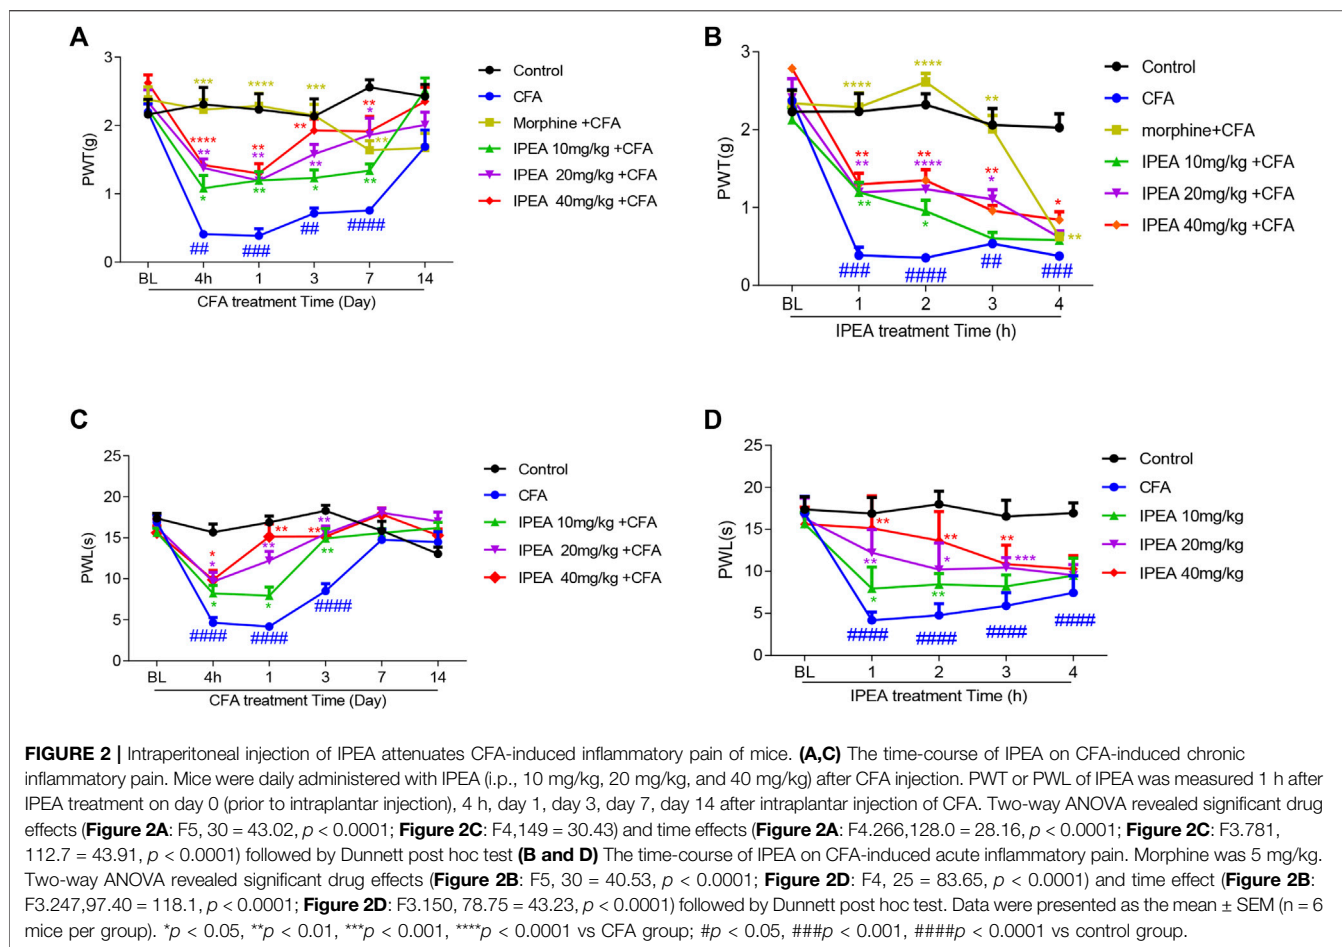 A
PWT(g)
3
2
1
0
***
****
***
**
*
****
**
**
**
**
**
**
***
*
**
*
**
##
###
##
####
BL
4h
1
3
7
14
CFA treatment Time (Day)
Control
CFA
Morphine +CFA
IPEA 10mg/kg +CFA
IPEA 20mg/kg +CFA
IPEA 40mg/kg +CFA
B
PWT(g)
3
2
1
0
****
****
**
**
**
**
****
**
*
*
**
*
**
###
####
##
###
BL
1
2
3
4
IPEA treatment Time (h)
Control
CFA
morphine+CFA
IPEA 10mg/kg +CFA
IPEA 20mg/kg +CFA
IPEA 40mg/kg +CFA
C
PWL(s)
25
20
15
10
5
0
*
*
*
**
**
*
**
**
**
####
####
####
BL
4h
1
3
7
14
CFA treatment Time (Day)
Control
CFA
IPEA 10mg/kg +CFA
IPEA 20mg/kg +CFA
IPEA 40mg/kg +CFA
D
PWL(s)
25
20
15
10
5
0
**
**
*
**
*
**
**
***
####
####
####
####
BL
1
2
3
4
IPEA treatment Time (h)
Control
CFA
IPEA 10mg/kg
IPEA 20mg/kg
IPEA 40mg/kg
FIGURE 2 | Intraperitoneal injection of IPEA attenuates CFA-induced inflammatory pain of mice. (A,C) The time-course of IPEA on CFA-induced chronic
inflammatory pain. Mice were daily administered with IPEA (i.p., 10 mg/kg, 20 mg/kg, and 40 mg/kg) after CFA injection. PWT or PWL of IPEA was measured 1 h after
IPEA treatment on day 0 (prior to intraplantar injection), 4 h, day 1, day 3, day 7, day 14 after intraplantar injection of CFA. Two-way ANOVA revealed significant drug
effects (Figure 2A: F5, 30 = 43.02, p < 0.0001; Figure 2C: F4,149 = 30.43) and time effects (Figure 2A: F4.266,128.0 = 28.16, p < 0.0001; Figure 2C: F3.781,
112.7 = 43.91, p < 0.0001) followed by Dunnett post hoc test (B and D) The time-course of IPEA on CFA-induced acute inflammatory pain. Morphine was 5 mg/kg.
Two-way ANOVA revealed significant drug effects (Figure 2B: F5, 30 = 40.53, p < 0.0001; Figure 2D: F4, 25 = 83.65, p < 0.0001) and time effect (Figure 2B:
F3.247,97.40 = 118.1, p < 0.0001; Figure 2D: F3.150, 78.75 = 43.23, p < 0.0001) followed by Dunnett post hoc test. Data were presented as the mean ± SEM (n = 6
mice per group). *p < 0.05, **p < 0.01, ***p < 0.001, ****p < 0.0001 vs CFA group; #p < 0.05, ###p < 0.001, ####p < 0.0001 vs control group.